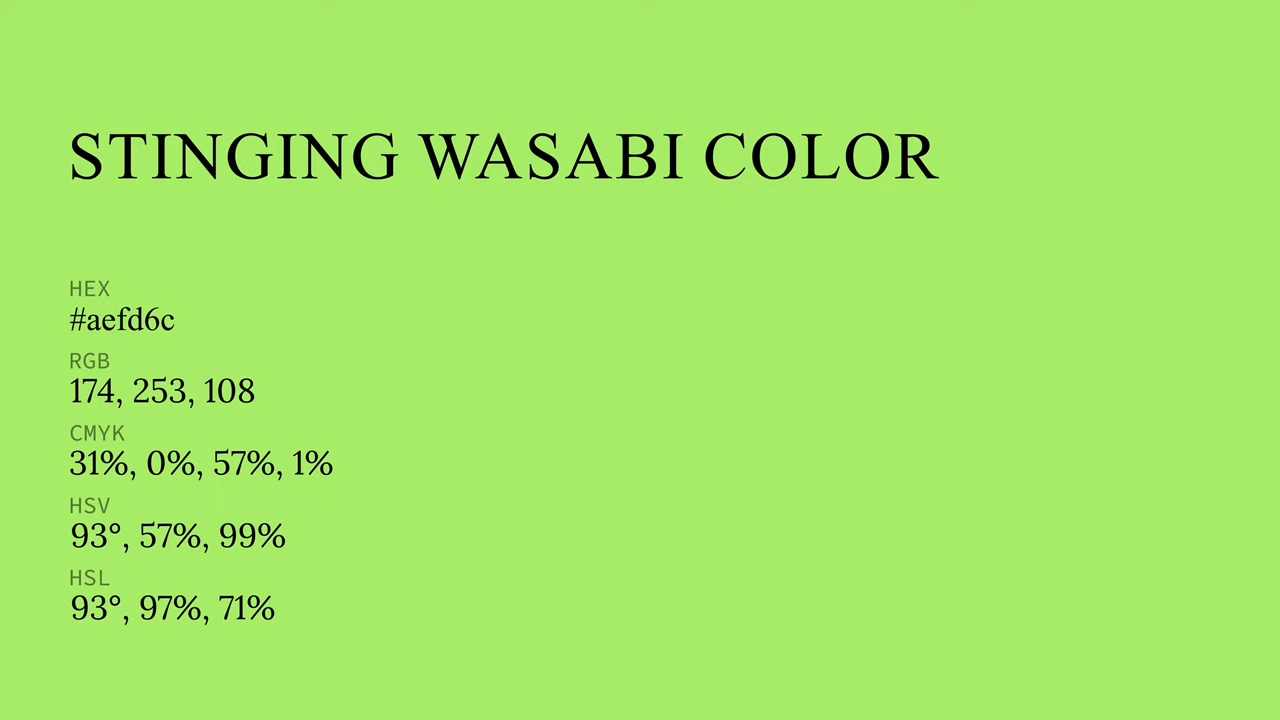 STINGING WASABI COLOR
HEX
#aefd6c
RGB
174, 253, 108
CMYK
31%, 0%, 57%, 1%
HSV
93°, 57%, 99%
HSL
93°, 97%, 71%